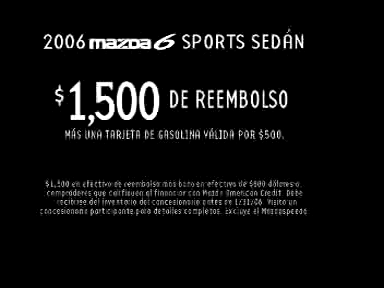 2006 mazda6 SPORTS SEDÁN
$1,500 DE REEMBOLSO
MÁS UNA TARJETA DE GASOLINA VÁLIDA POR $500.
$1,500 en efectivo de reembolso más bono en efectivo de $500 dólares a
compradores que califiquen al financiar con Mazda American Credit. Debe
recibirse del inventario del concesionario antes de 1/31/06. Visite un
concesionario participante para detalles completos. Excluye el Mazdaspeed6